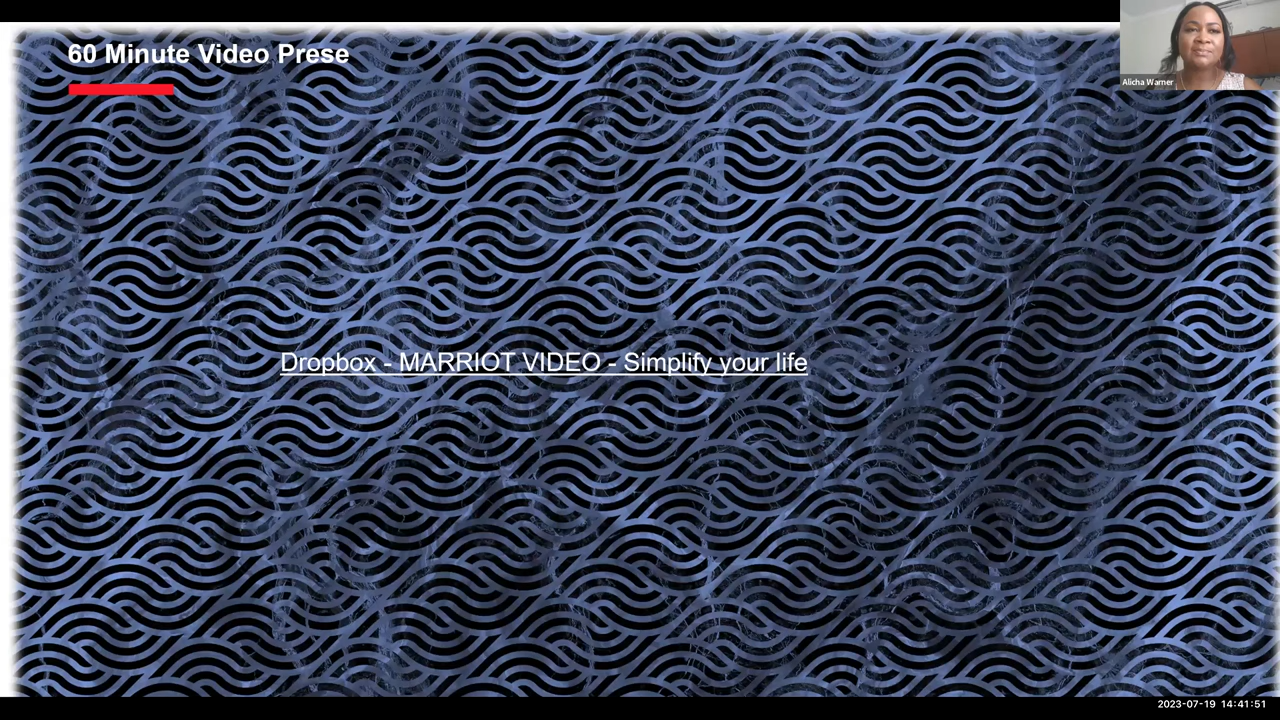 60 Minute Video Prese
Alicha Warner
Dropbox - MARRIOT VIDEO - Simplify your life
2023-07-19 14:41:51